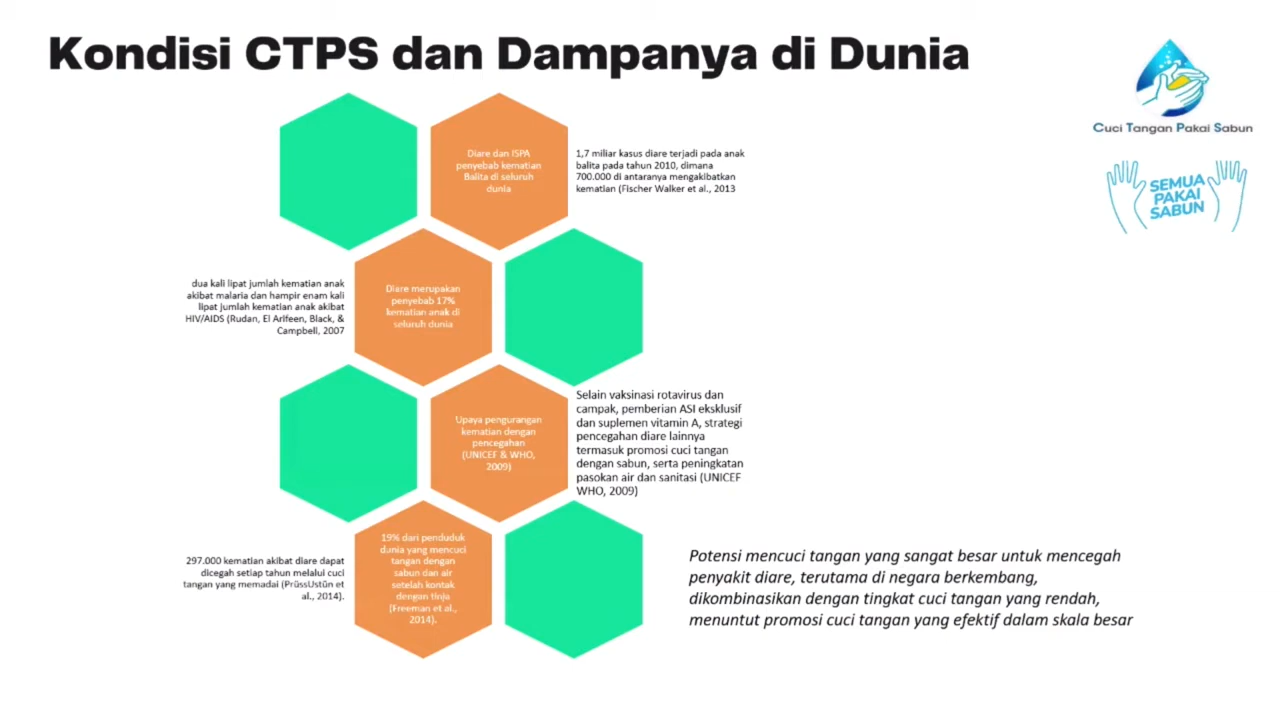 Kondisi CTPS dan Dampanya di Dunia
Cuci Tangan Pakai Sabun
SEMUA
PAKAI
SABUN
Diare dan ISPA
penyebab kematian
Balita di seluruh
dunia
1,7 miliar kasus diare terjadi pada anak
balita pada tahun 2010, dimana
700.000 di antaranya mengakibatkan
kematian (Fischer Walker et al., 2013
dua kali lipat jumlah kematian anak
akibat malaria dan hampir enam kali
lipat jumlah kematian anak akibat
HIV/AIDS (Rudan, El Arifeen, Black, &
Campbell, 2007
Diare merupakan
penyebab 17%
kematian anak di
seluruh dunia
Upaya pengurangan
kematian dengan
pencegahan
(UNICEF & WHO,
2009)
Selain vaksinasi rotavirus dan
campak, pemberian ASI eksklusif
dan suplemen vitamin A, strategi
pencegahan diare lainnya
termasuk promosi cuci tangan
dengan sabun, serta peningkatan
pasokan air dan sanitasi (UNICEF
WHO, 2009)
297.000 kematian akibat diare dapat
dicegah setiap tahun melalui cuci
tangan yang memadai (PrüssUstün et
al., 2014).
19% dari penduduk
dunia yang mencuci
tangan dengan
sabun dan air
setelah kontak
dengan tinja
(Freeman et al.,
2014).
Potensi mencuci tangan yang sangat besar untuk mencegah
penyakit diare, terutama di negara berkembang,
dikombinasikan dengan tingkat cuci tangan yang rendah,
menuntut promosi cuci tangan yang efektif dalam skala besar